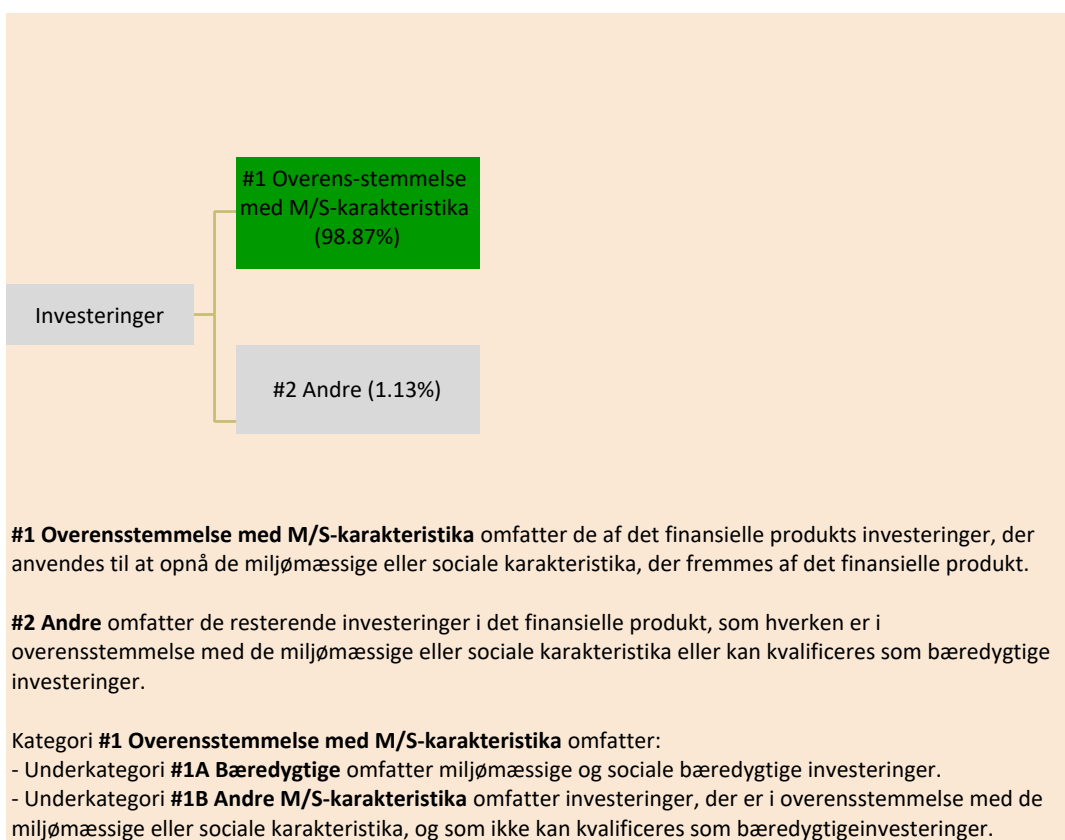 #1 Overens-stemmelse
med M/S-karakteristika
(98.87%)
Investeringer
#2 Andre (1.13%)
#1 Overensstemmelse med M/S-karakteristika omfatter de af det finansielle produkts investeringer, der
anvendes til at opnå de miljømæssige eller sociale karakteristika, der fremmes af det finansielle produkt.
#2 Andre omfatter de resterende investeringer i det finansielle produkt, som hverken er i
overensstemmelse med de miljømæssige eller sociale karakteristika eller kan kvalificeres som bæredygtige
investeringer.
Kategori #1 Overensstemmelse med M/S-karakteristika omfatter:
- Underkategori #1A Bæredygtige omfatter miljømæssige og sociale bæredygtige investeringer.
- Underkategori #1B Andre M/S-karakteristika omfatter investeringer, der er i overensstemmelse med de
miljømæssige eller sociale karakteristika, og som ikke kan kvalificeres som bæredygtigeinvesteringer.